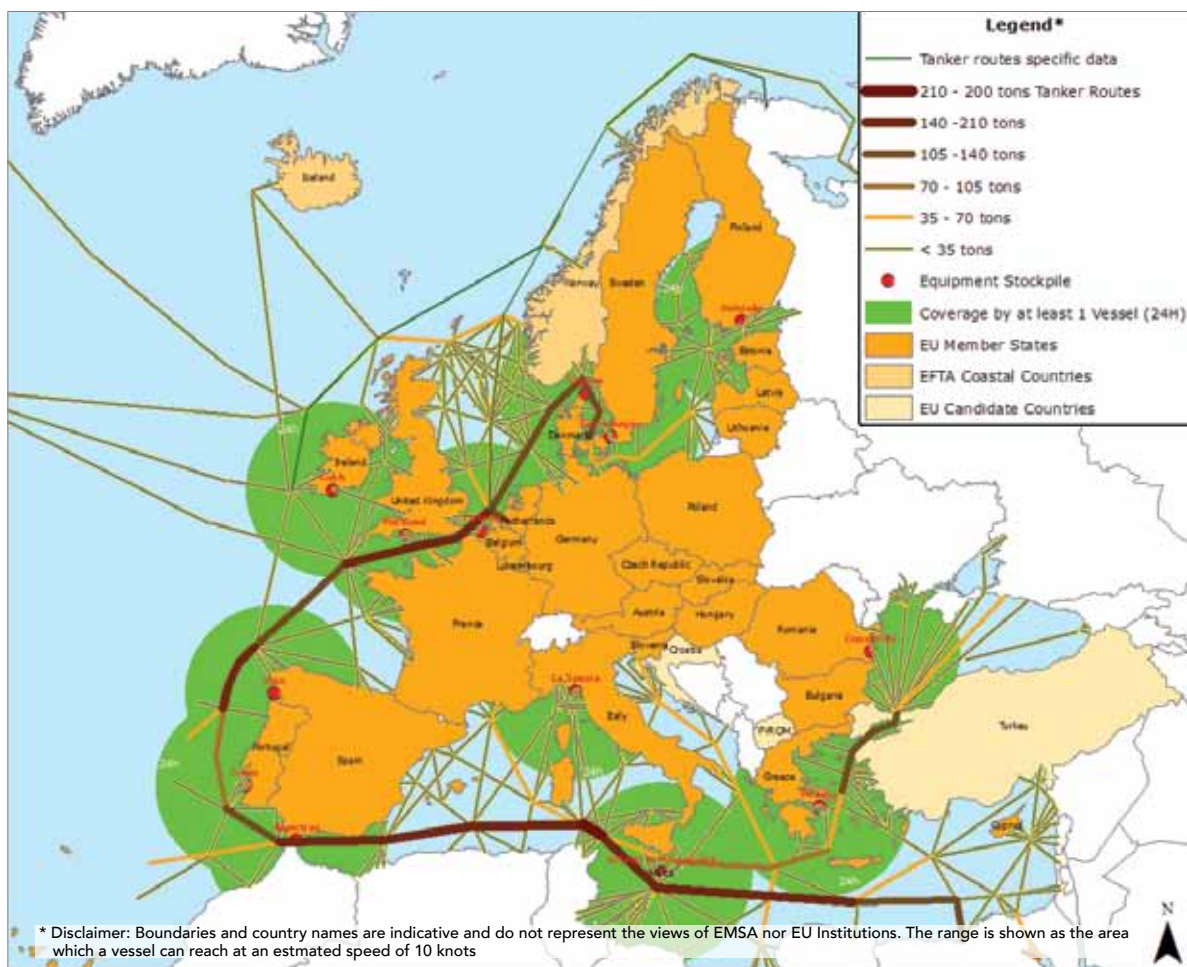 Legend*
Tanker routes specific data
210 - 200 tons Tanker Routes
140 -210 tons
105 -140 tons
70 - 105 tons
35 - 70 tons
< 35 tons
Equipment Stockpile
Coverage by at least 1 Vessel (24H)
EU Member States
EFTA Coastal Countries
EU Candidate Countries
Iceland
Norway
Sweden
Finland
24h
Estonia
Latvia
Lithuania
Denmark
Ireland
24h
United Kingdom
Netherlands
Belgium
Luxembourg
Germany
Poland
Czech Republic
Slovakia
Austria
Hungary
France
Slovenia
Croatia
Romania
La Spezia
Italy
Bulgaria
FYROM
Turkey
Portugal
Spain
24h
24h
Greece
24h
N
* Disclaimer: Boundaries and country names are indicative and do not represent the views of EMSA nor EU Institutions. The range is shown as the area
which a vessel can reach at an estmated speed of 10 knots